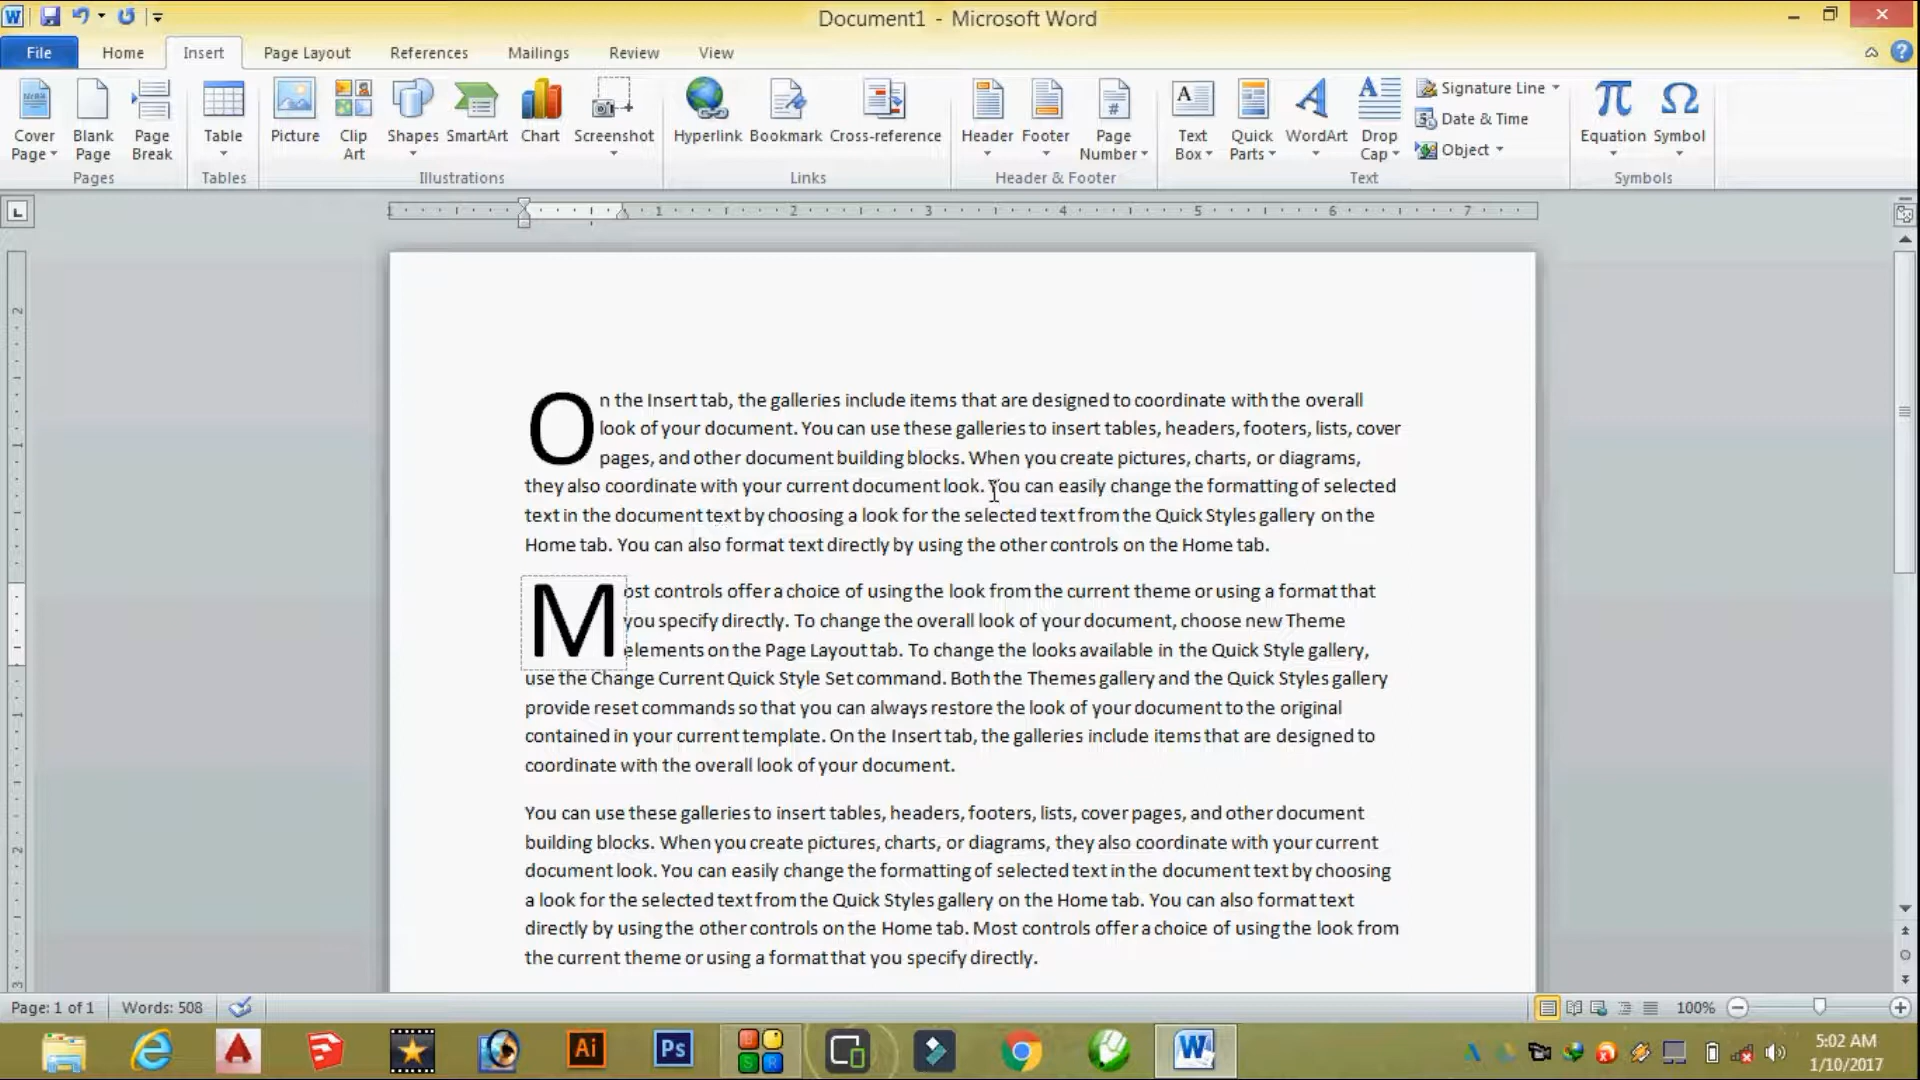 Document1 - Microsoft Word
File Home Insert Page Layout References Mailings Review View
Cover Page
Blank Page
Page Break
Table
Picture
Clip Art
Shapes
SmartArt
Chart
Screenshot
Hyperlink
Bookmark
Cross-reference
Header
Footer
Page Number
Text Box
Quick Parts
WordArt
Drop Cap
Signature Line
Date & Time
Object
Equation
Symbol
Pages Tables Illustrations Links Header & Footer Text Symbols
1 1 2 3 4 5 6 7
On the Insert tab, the galleries include items that are designed to coordinate with the overall
look of your document. You can use these galleries to insert tables, headers, footers, lists, cover
pages, and other document building blocks. When you create pictures, charts, or diagrams,
they also coordinate with your current document look. You can easily change the formatting of selected
text in the document text by choosing a look for the selected text from the Quick Styles gallery on the
Home tab. You can also format text directly by using the other controls on the Home tab.
Most controls offer a choice of using the look from the current theme or using a format that
you specify directly. To change the overall look of your document, choose new Theme
elements on the Page Layout tab. To change the looks available in the Quick Style gallery,
use the Change Current Quick Style Set command. Both the Themes gallery and the Quick Styles gallery
provide reset commands so that you can always restore the look of your document to the original
contained in your current template. On the Insert tab, the galleries include items that are designed to
coordinate with the overall look of your document.
You can use these galleries to insert tables, headers, footers, lists, cover pages, and other document
building blocks. When you create pictures, charts, or diagrams, they also coordinate with your current
document look. You can easily change the formatting of selected text in the document text by choosing
a look for the selected text from the Quick Styles gallery on the Home tab. You can also format text
directly by using the other controls on the Home tab. Most controls offer a choice of using the look from
the current theme or using a format that you specify directly.
Page: 1 of 1 Words: 508 100%
Ai Ps
5:02 AM
1/10/2017